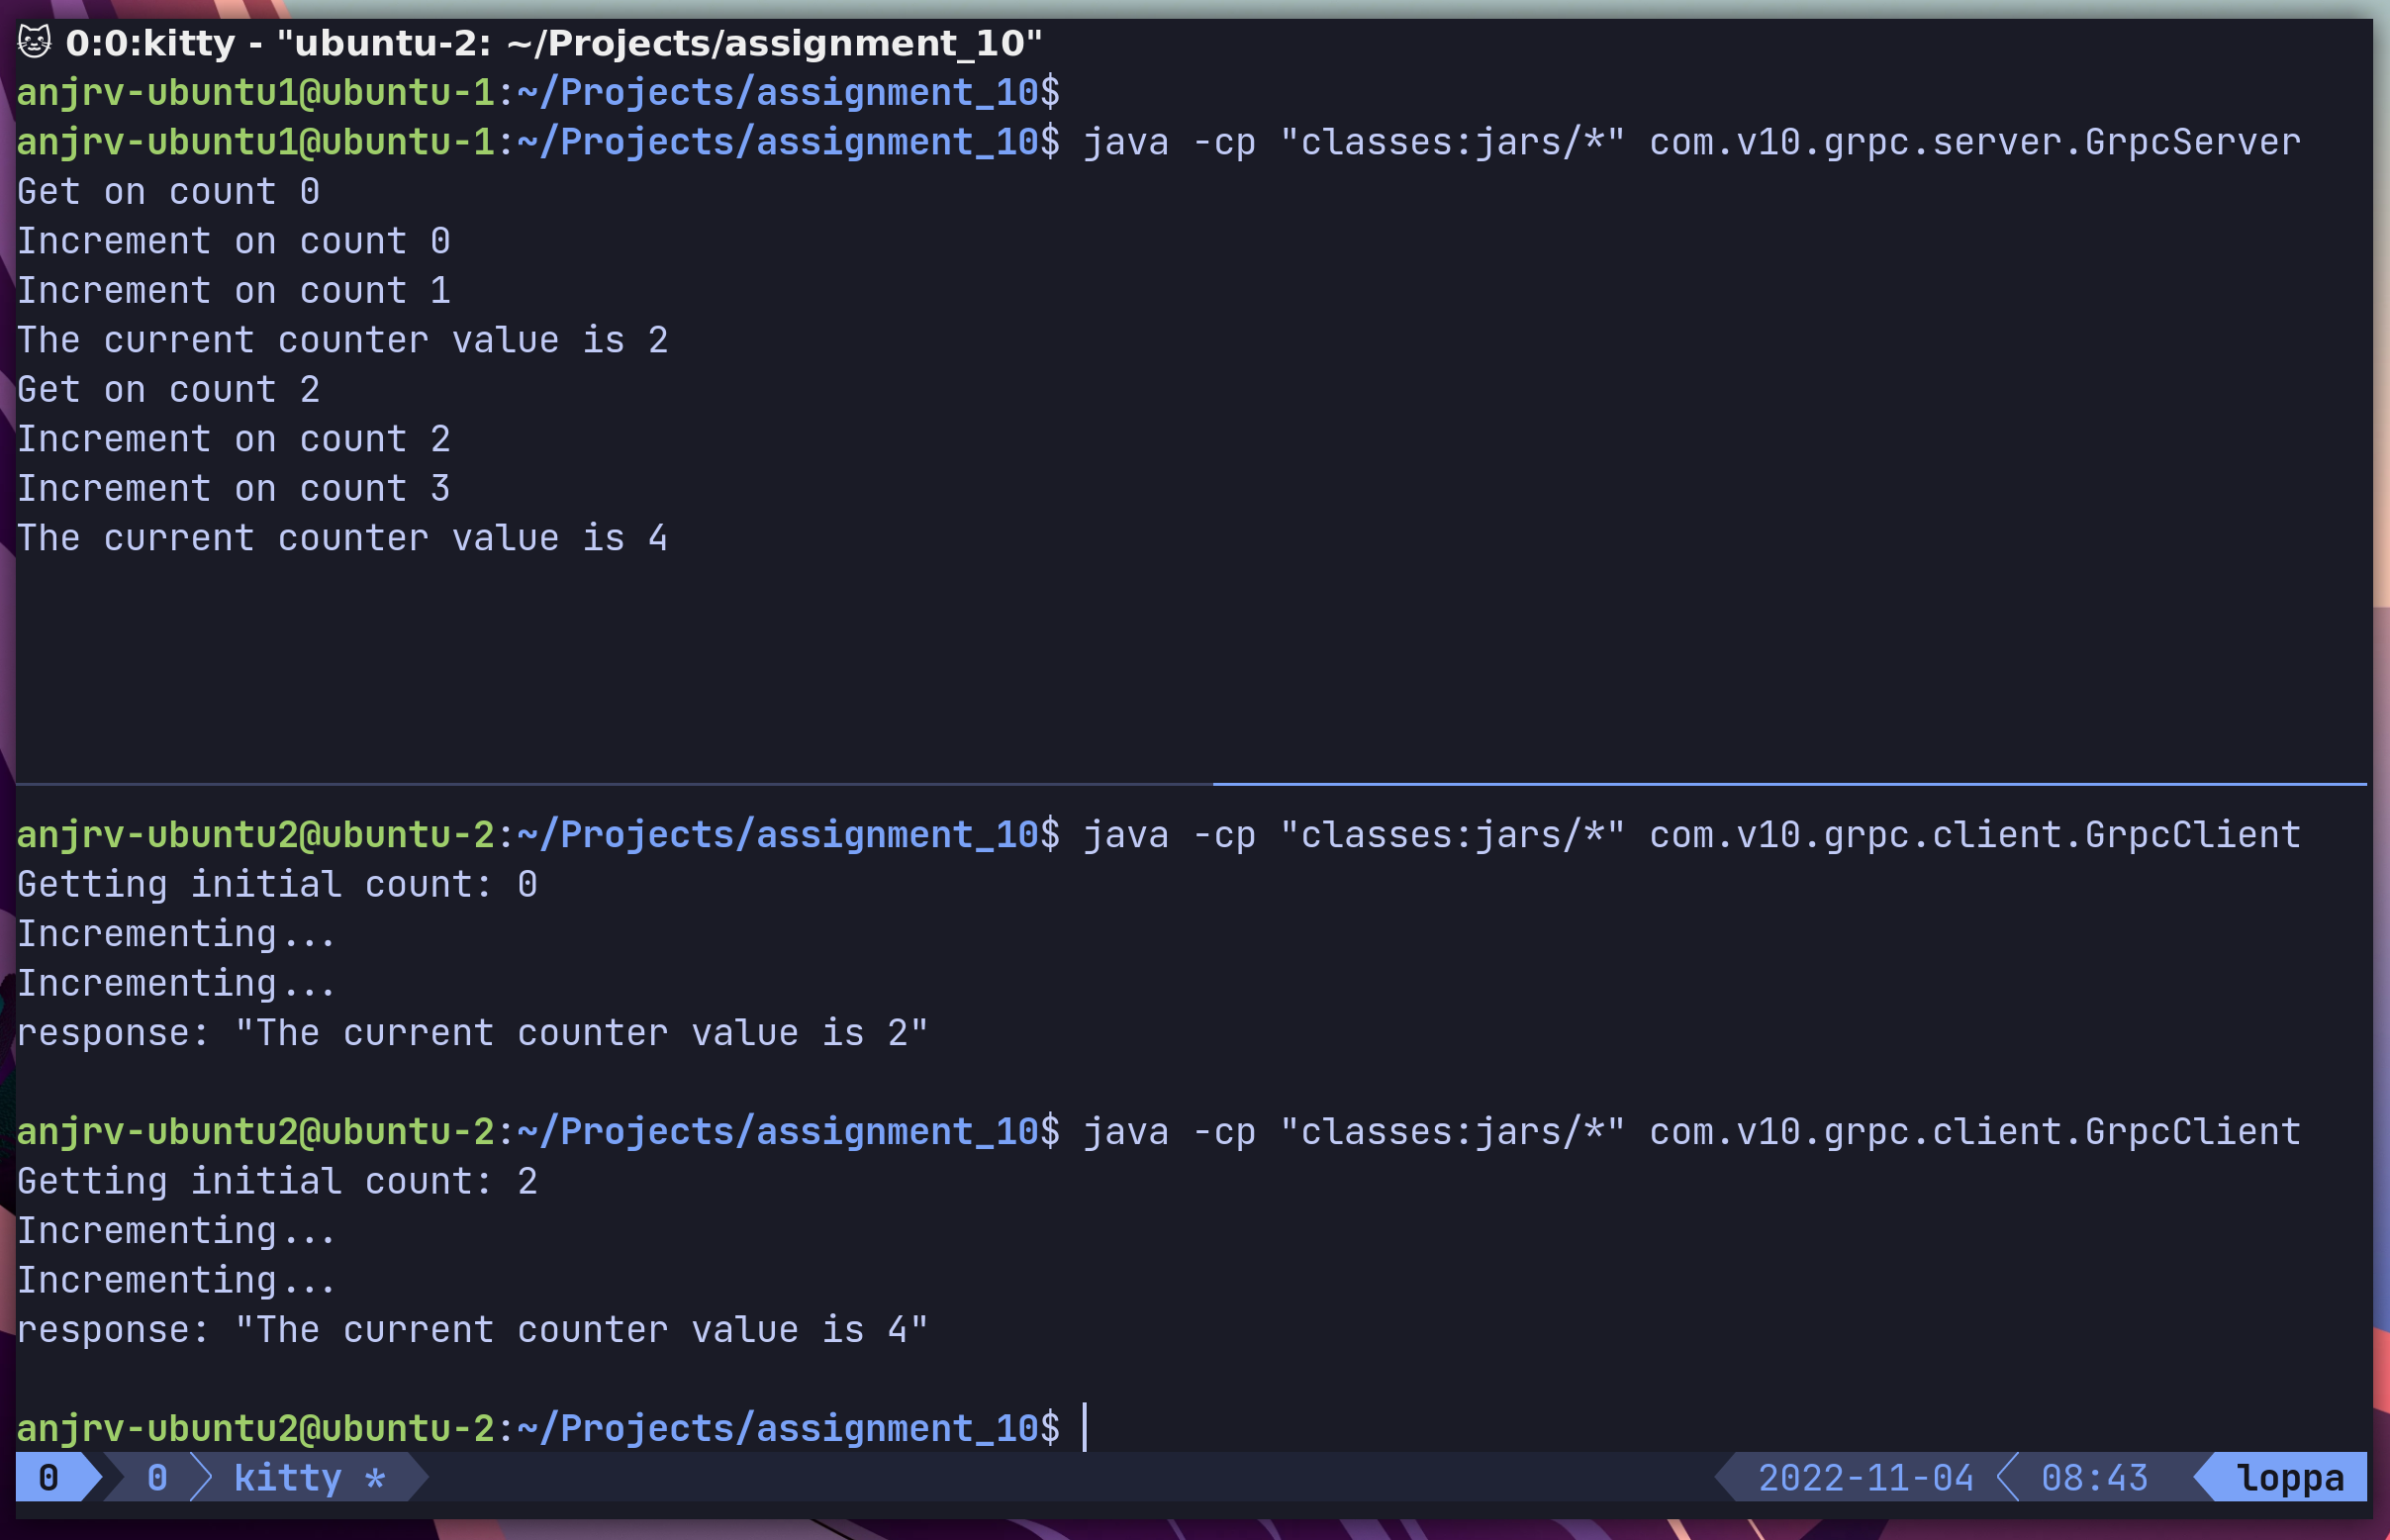 0:0:kitty - "ubuntu-2: ~/Projects/assignment_10"
anjrv-ubuntu1@ubuntu-1:~/Projects/assignment_10$
anjrv-ubuntu1@ubuntu-1:~/Projects/assignment_10$ java -cp "classes:jars/*" com.v10.grpc.server.GrpcServer
Get on count 0
Increment on count 0
Increment on count 1
The current counter value is 2
Get on count 2
Increment on count 2
Increment on count 3
The current counter value is 4
anjrv-ubuntu2@ubuntu-2:~/Projects/assignment_10$ java -cp "classes:jars/*" com.v10.grpc.client.GrpcClient
Getting initial count: 0
Incrementing...
Incrementing...
response: "The current counter value is 2"
anjrv-ubuntu2@ubuntu-2:~/Projects/assignment_10$ java -cp "classes:jars/*" com.v10.grpc.client.GrpcClient
Getting initial count: 2
Incrementing...
Incrementing...
response: "The current counter value is 4"
anjrv-ubuntu2@ubuntu-2:~/Projects/assignment_10$
0 0 kitty * 2022-11-04 08:43 loppa